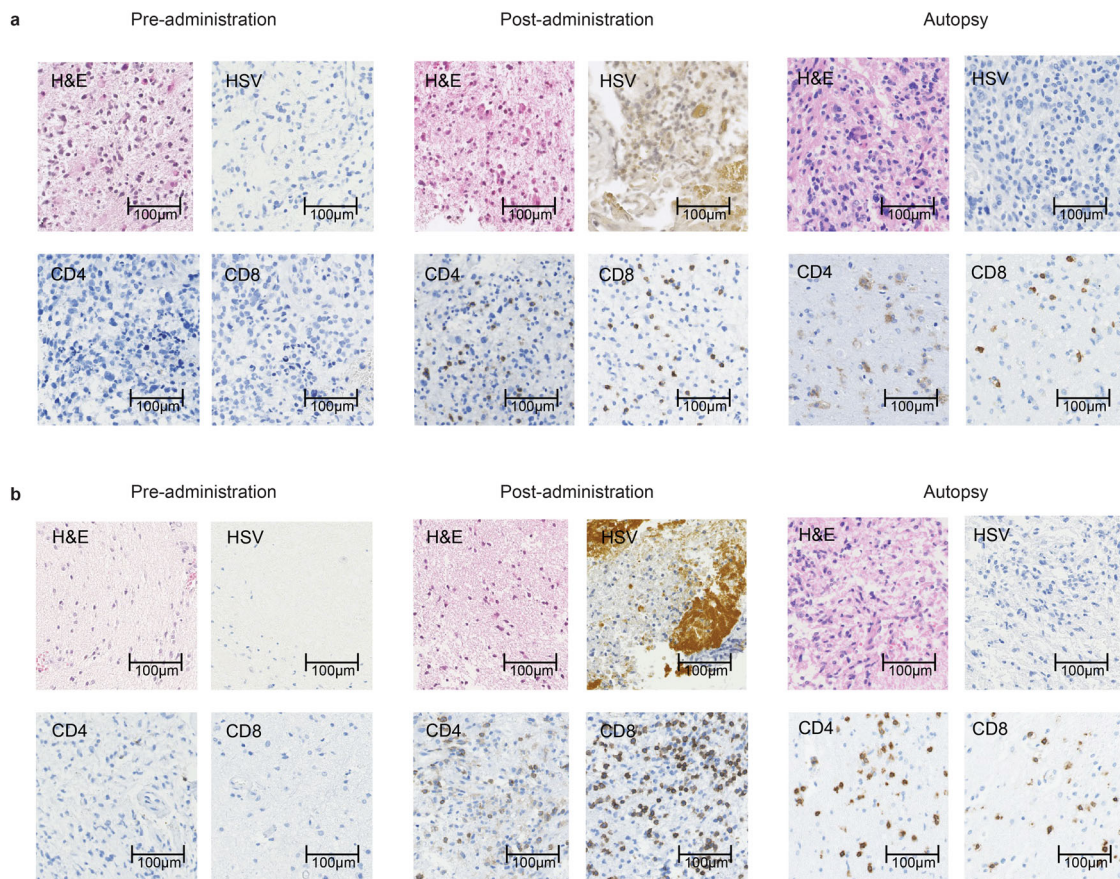 a
Pre-administration Post-administration Autopsy
H&E HSV H&E HSV H&E HSV
100µm 100µm 100µm 100µm 100µm 100µm
CD4 CD8 CD4 CD8 CD4 CD8
100µm 100µm 100µm 100µm 100µm 100µm
b
Pre-administration Post-administration Autopsy
H&E HSV H&E HSV H&E HSV
100µm 100µm 100µm 100µm 100µm 100µm
CD4 CD8 CD4 CD8 CD4 CD8
100µm 100µm 100µm 100µm 100µm 100µm